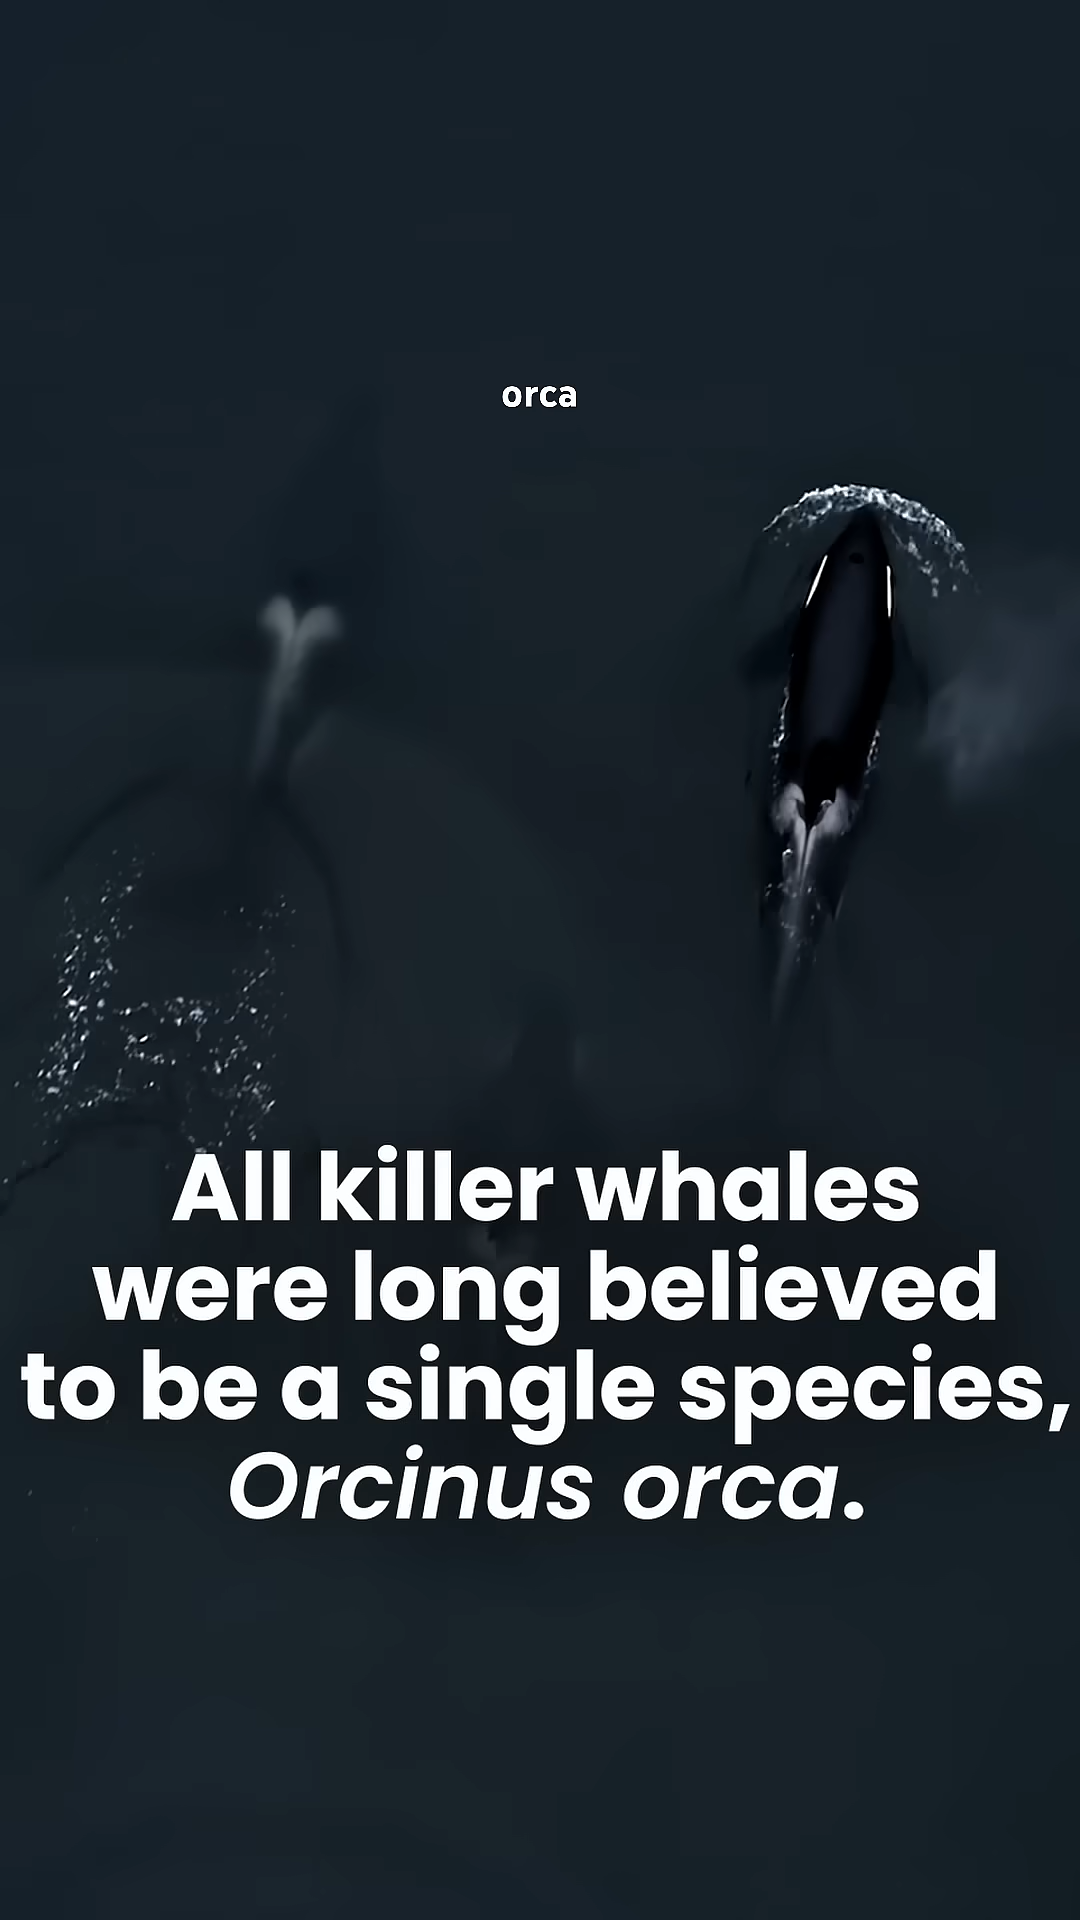 orca
All killer whales
were long believed
to be a single species,
Orcinus orca.